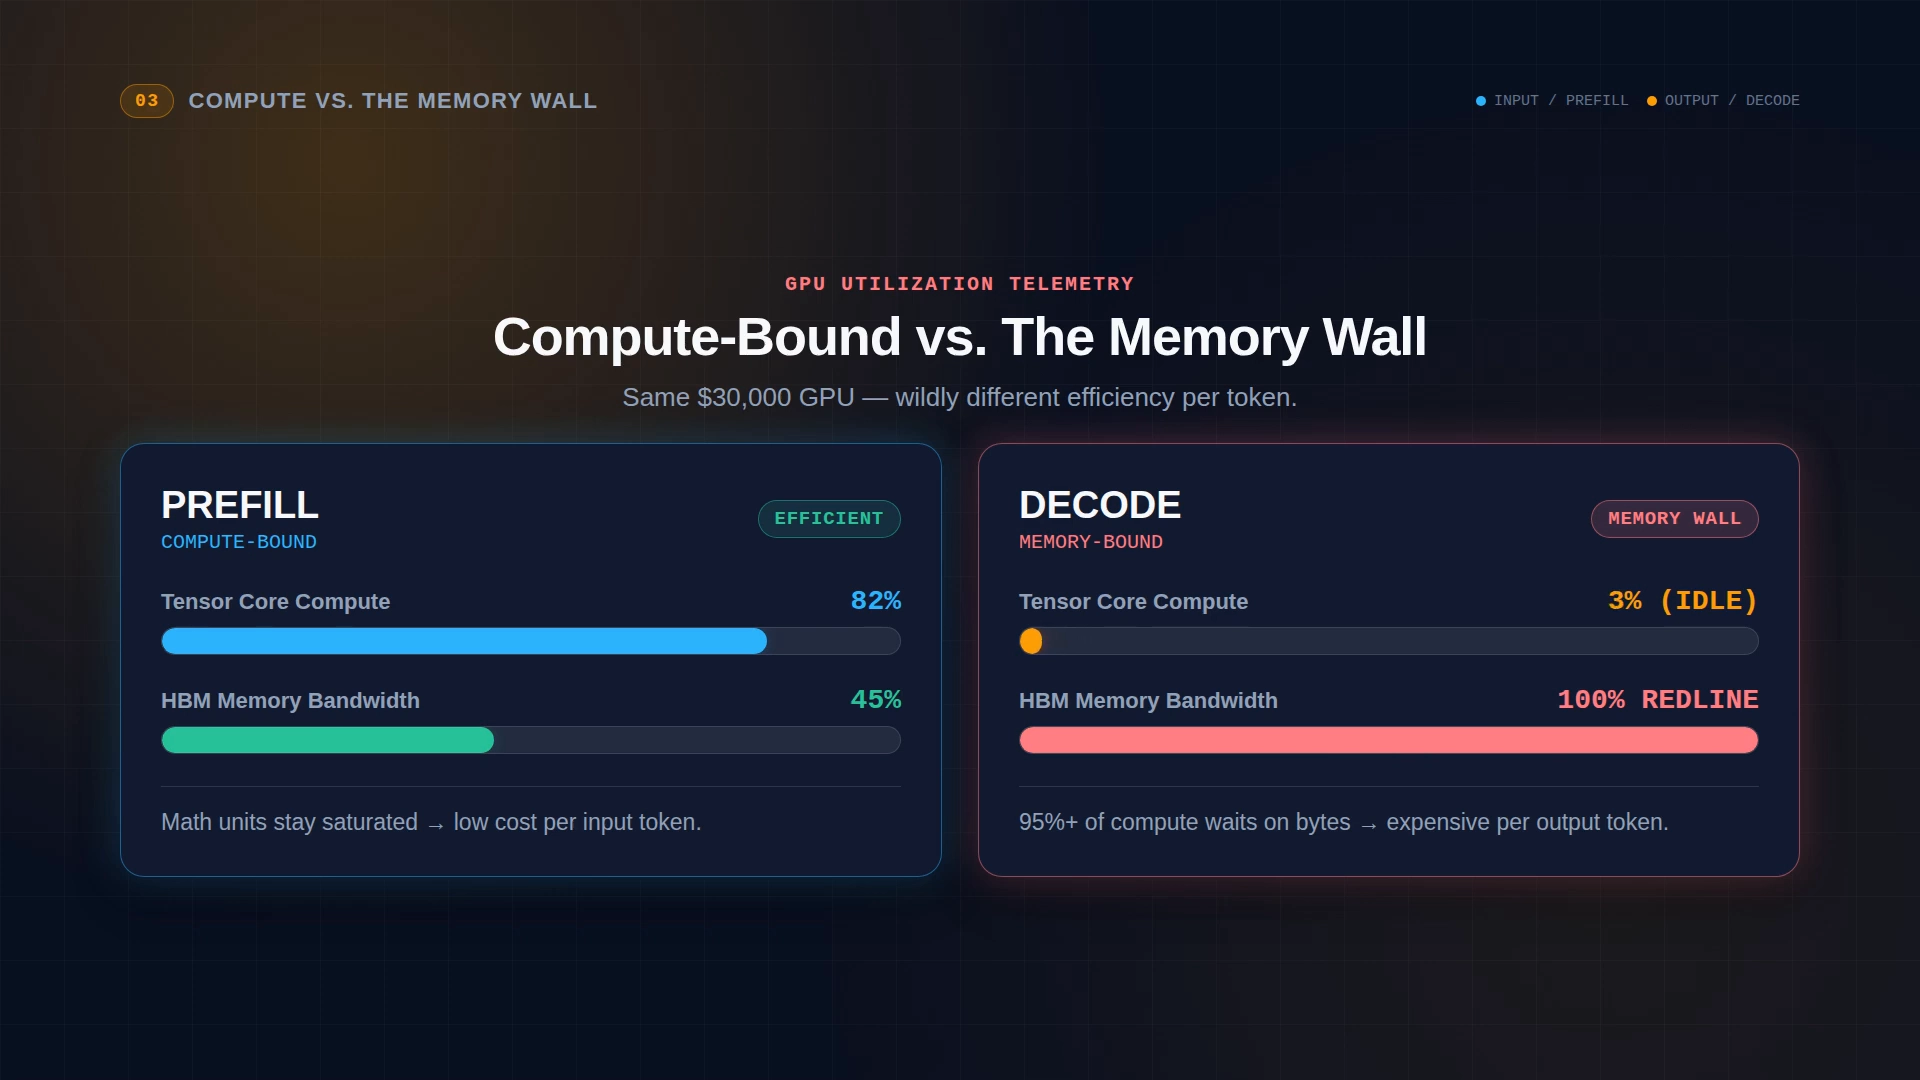 03 COMPUTE VS. THE MEMORY WALL
INPUT / PREFILL OUTPUT / DECODE
GPU UTILIZATION TELEMETRY
Compute-Bound vs. The Memory Wall
Same $30,000 GPU — wildly different efficiency per token.
PREFILL
COMPUTE-BOUND
EFFICIENT
Tensor Core Compute 82%
HBM Memory Bandwidth 45%
Math units stay saturated → low cost per input token.
DECODE
MEMORY-BOUND
MEMORY WALL
Tensor Core Compute 3% (IDLE)
HBM Memory Bandwidth 100% REDLINE
95%+ of compute waits on bytes → expensive per output token.